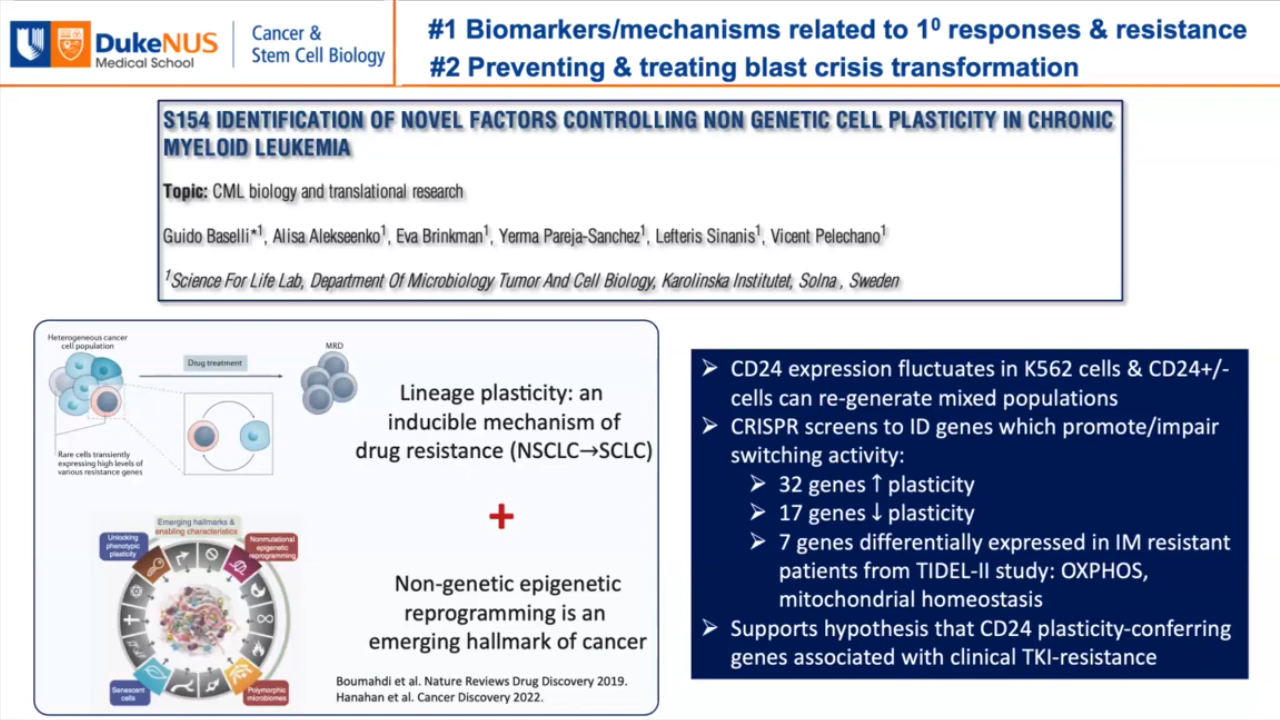 DukeNUS
Medical School
Cancer &
Stem Cell Biology
#1 Biomarkers/mechanisms related to 1⁰ responses & resistance
#2 Preventing & treating blast crisis transformation
S154 IDENTIFICATION OF NOVEL FACTORS CONTROLLING NON GENETIC CELL PLASTICITY IN CHRONIC
MYELOID LEUKEMIA
Topic: CML biology and translational research
Guido Baselli*¹, Alisa Alekseenko¹, Eva Brinkman¹, Yerma Pareja-Sanchez¹, Lefteris Sinanis¹, Vicent Pelechano¹
¹Science For Life Lab, Department Of Microbiology Tumor And Cell Biology, Karolinska Institutet, Solna , Sweden
Heterogeneous cancer
cell population
Drug treatment
MRD
Rare cells transiently
expressing high levels of
various resistance genes
Lineage plasticity: an
inducible mechanism of
drug resistance (NSCLC→SCLC)
+
Emerging hallmarks &
enabling characteristics
Unlocking
phenotypic
plasticity
Nonmutational
epigenetic
reprogramming
Senescent
cells
Polymorphic
microbiomes
Non-genetic epigenetic
reprogramming is an
emerging hallmark of cancer
Boumahdi et al. Nature Reviews Drug Discovery 2019.
Hanahan et al. Cancer Discovery 2022.
➢ CD24 expression fluctuates in K562 cells & CD24+/-
cells can re-generate mixed populations
➢ CRISPR screens to ID genes which promote/impair
switching activity:
➢ 32 genes ↑ plasticity
➢ 17 genes ↓ plasticity
➢ 7 genes differentially expressed in IM resistant
patients from TIDEL-II study: OXPHOS,
mitochondrial homeostasis
➢ Supports hypothesis that CD24 plasticity-conferring
genes associated with clinical TKI-resistance